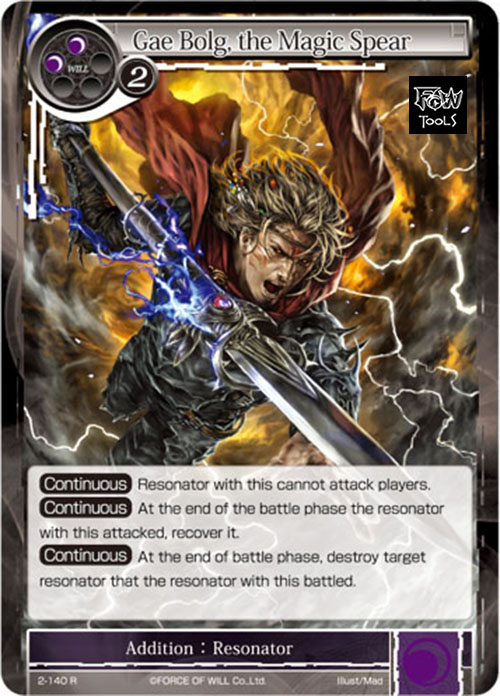 Gae Bolg, the Magic Spear
WILL
2
FOW
TOOLS
Continuous Resonator with this cannot attack players.
Continuous At the end of the battle phase the resonator
with this attacked, recover it.
Continuous At the end of battle phase, destroy target
resonator that the resonator with this battled.
Addition : Resonator
2-140 R ©FORCE OF WILL Co.,Ltd. Illust/Mad